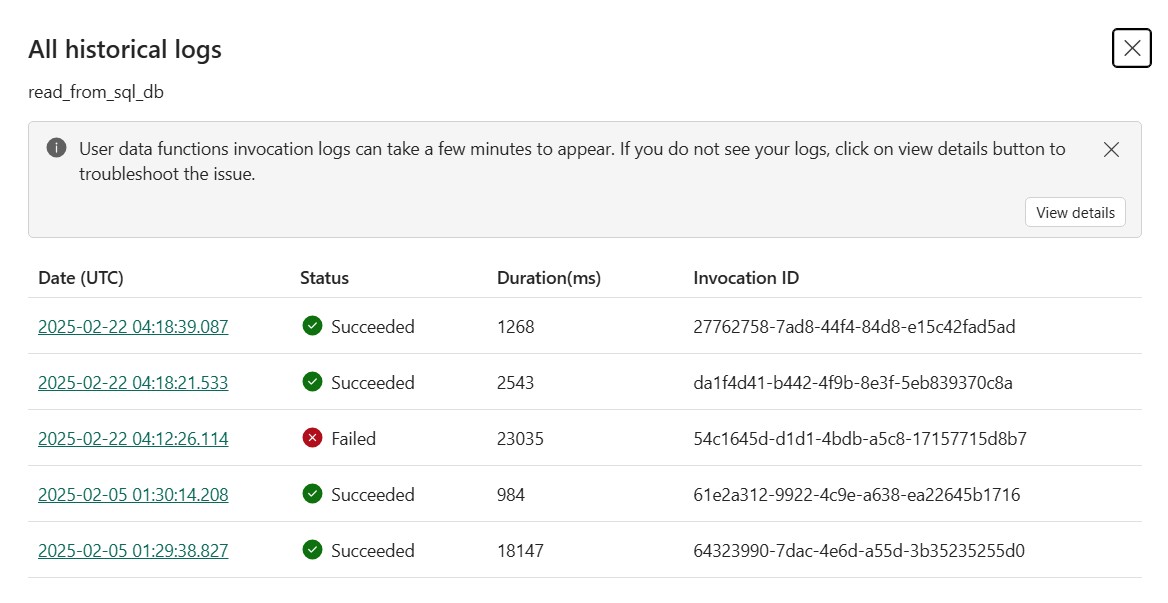 All historical logs
read_from_sql_db
User data functions invocation logs can take a few minutes to appear. If you do not see your logs, click on view details button to
troubleshoot the issue.
View details
Date (UTC) Status Duration(ms) Invocation ID
2025-02-22 04:18:39.087 Succeeded 1268 27762758-7ad8-44f4-84d8-e15c42fad5ad
2025-02-22 04:18:21.533 Succeeded 2543 da1f4d41-b442-4f9b-8e3f-5eb839370c8a
2025-02-22 04:12:26.114 Failed 23035 54c1645d-d1d1-4bdb-a5c8-17157715d8b7
2025-02-05 01:30:14.208 Succeeded 984 61e2a312-9922-4c9e-a638-ea22645b1716
2025-02-05 01:29:38.827 Succeeded 18147 64323990-7dac-4e6d-a55d-3b35235255d0